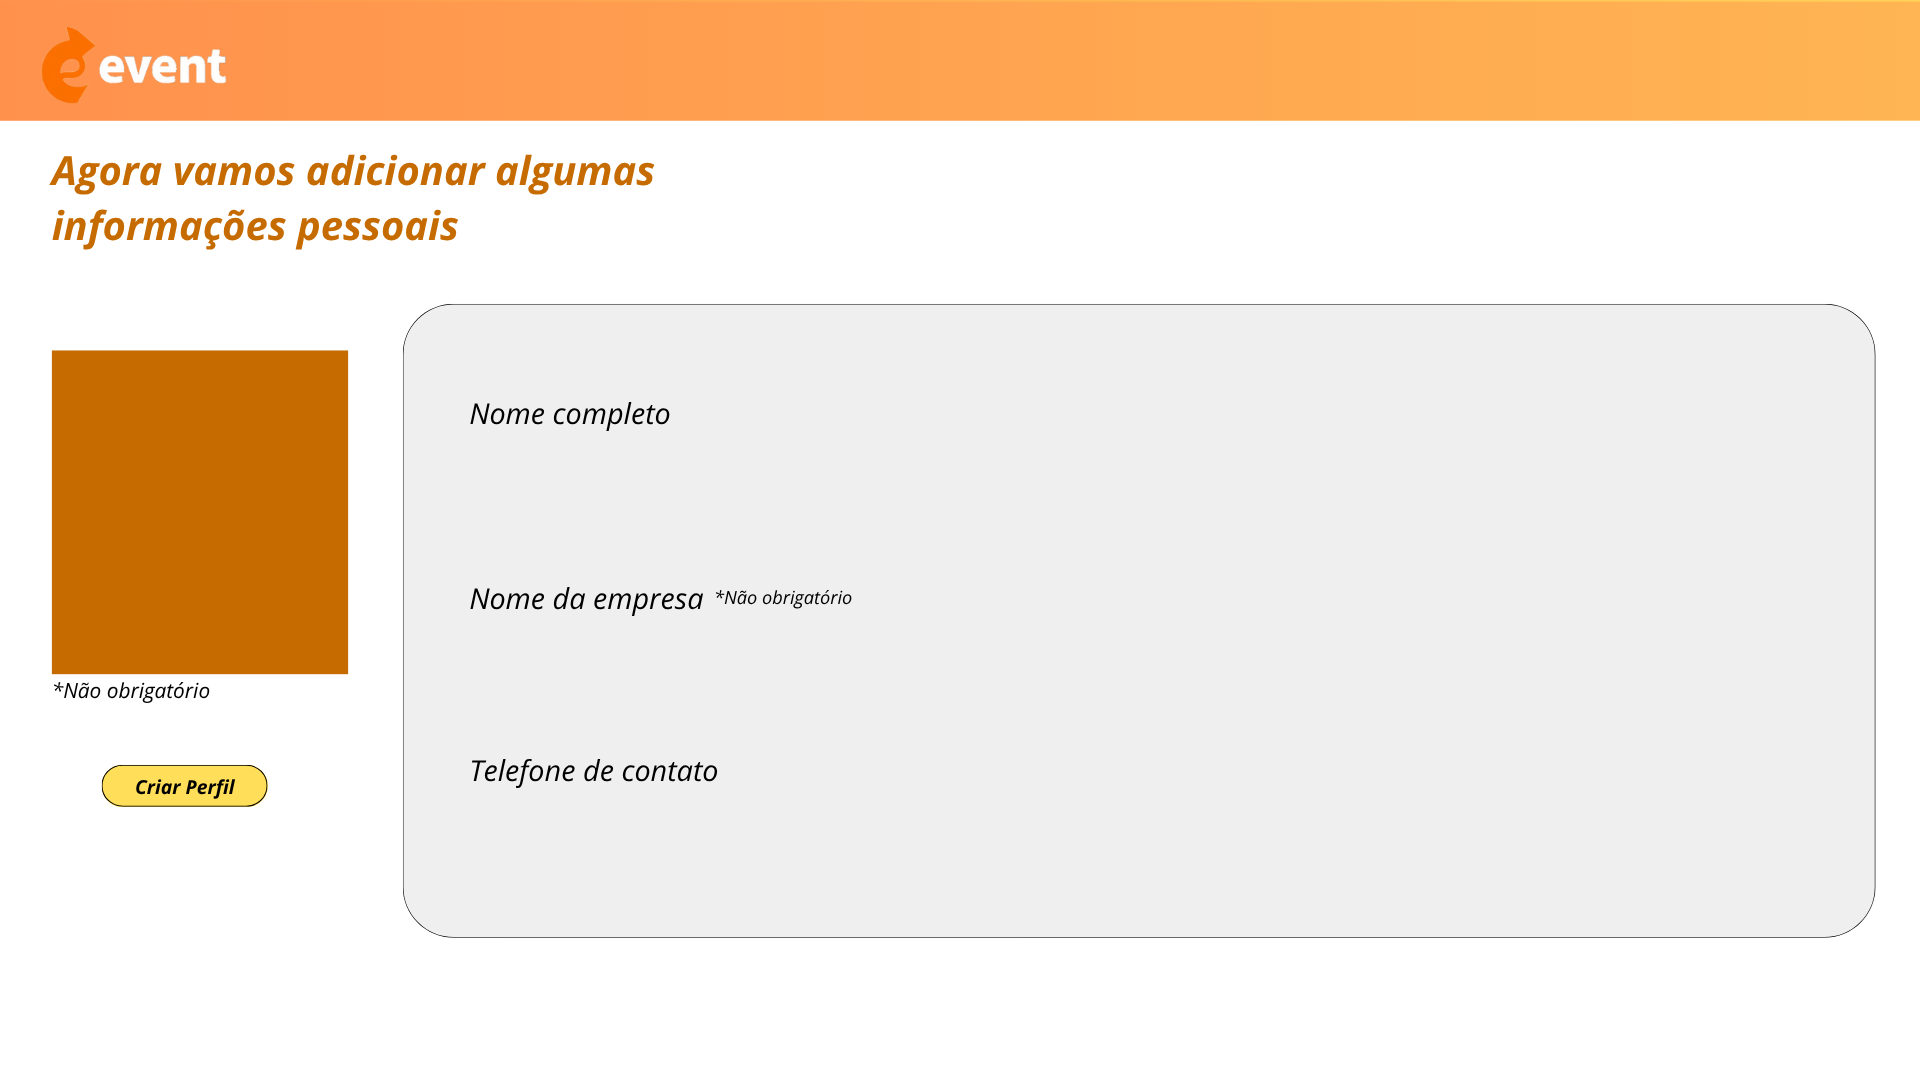 event
Agora vamos adicionar algumas
informações pessoais
Nome completo
Nome da empresa *Não obrigatório
Telefone de contato
*Não obrigatório
Criar Perfil